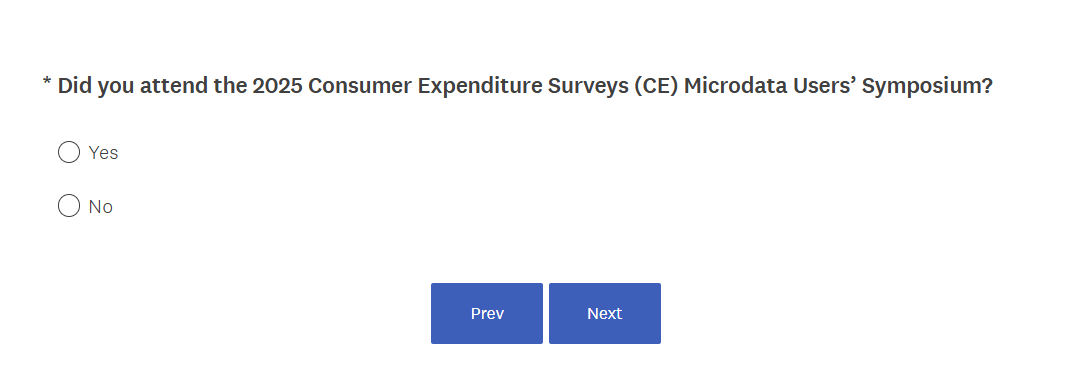 * Did you attend the 2025 Consumer Expenditure Surveys (CE) Microdata Users’ Symposium?
Yes
No
Prev
Next